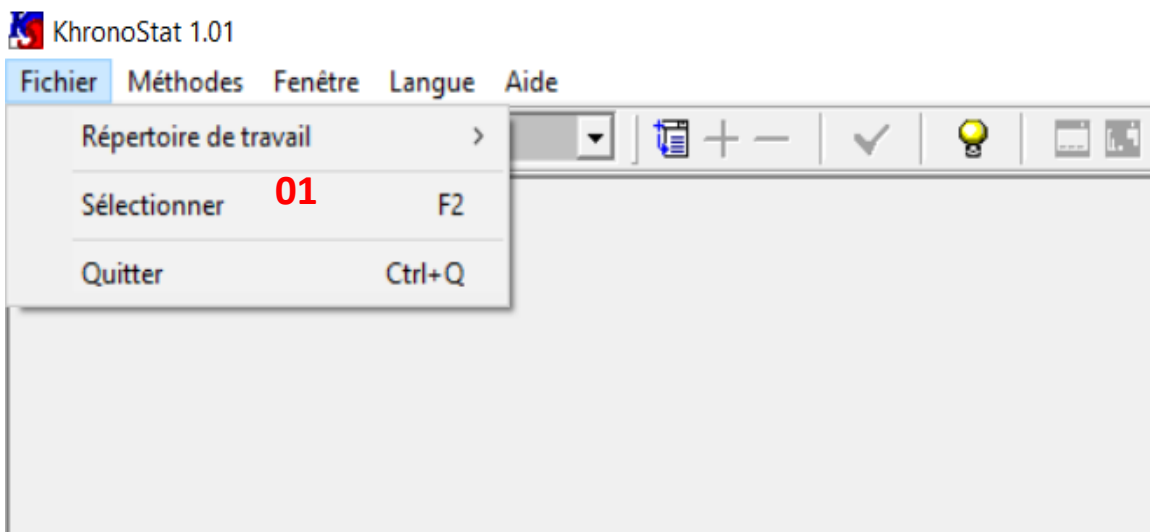 KhronoStat 1.01
Fichier Méthodes Fenêtre Langue Aide
Répertoire de travail >
Sélectionner 01 F2
Quitter Ctrl+Q